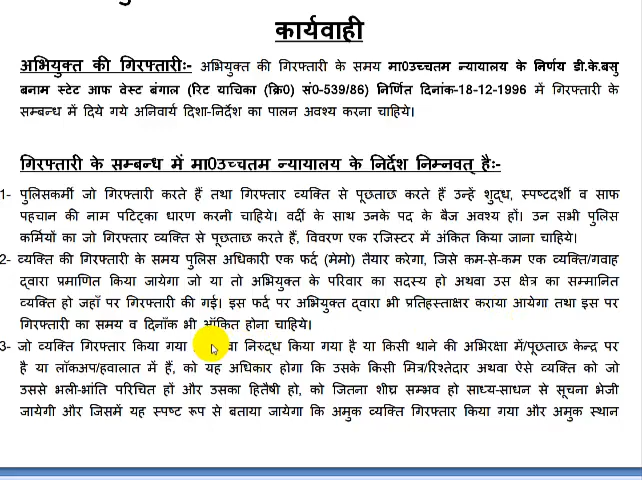 कार्यवाही
अभियुक्त की गिरफ्तारीः- अभियुक्त की गिरफ्तारी के समय मा0उच्चतम न्यायालय के निर्णय डी.के.बसु
बनाम स्टेट आफ वेस्ट बंगाल (रिट याचिका (क्रि0) सं0-539/86) निर्णित दिनांक-18-12-1996 में गिरफ्तारी के
सम्बन्ध में दिये गये अनिवार्य दिशा-निर्देश का पालन अवश्य करना चाहिये।
गिरफ्तारी के सम्बन्ध में मा0उच्चतम न्यायालय के निर्देश निम्नवत् हैः-
1- पुलिसकर्मी जो गिरफ्तारी करते हैं तथा गिरफ्तार व्यक्ति से पूछताछ करते हैं उन्हें शुद्ध, स्पष्टदर्शी व साफ
पहचान की नाम पटि्टका धारण करनी चाहिये। वर्दी के साथ उनके पद के बैज अवश्य हों। उन सभी पुलिस
कर्मियों का जो गिरफ्तार व्यक्ति से पूछताछ करते हैं, विवरण एक रजिस्टर में अंकित किया जाना चाहिये।
2- व्यक्ति की गिरफ्तारी के समय पुलिस अधिकारी एक फर्द (मेमो) तैयार करेगा, जिसे कम-से-कम एक व्यक्ति/गवाह
द्वारा प्रमाणित किया जायेगा जो या तो अभियुक्त के परिवार का सदस्य हो अथवा उस क्षेत्र का सम्मानित
व्यक्ति हो जहाँ पर गिरफ्तारी की गई। इस फर्द पर अभियुक्त द्वारा भी प्रतिहस्ताक्षर कराया आयेगा तथा इस पर
गिरफ्तारी का समय व दिनाँक भी अँकित होना चाहिये।
3- जो व्यक्ति गिरफ्तार किया गया वा निरुद्ध किया गया है या किसी थाने की अभिरक्षा में/पूछताछ केन्द्र पर
है या लॉकअप/हवालात में हैं, को यह अधिकार होगा कि उसके किसी मित्र/रिश्तेदार अथवा ऐसे व्यक्ति को जो
उससे भली-भांति परिचित हों और उसका हितैषी हो, को जितना शीघ्र सम्भव हो साध्य-साधन से सूचना भेजी
जायेगी और जिसमें यह स्पष्ट रूप से बताया जायेगा कि अमुक व्यक्ति गिरफ्तार किया गया और अमुक स्थान